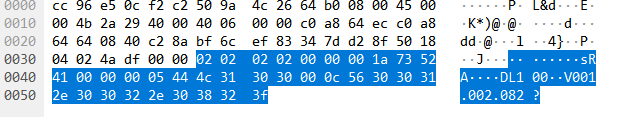 0000 cc 96 e5 0c f2 c2 50 9a 4c 26 64 b0 08 00 45 00 ······P· L&d···E·
0010 00 4b 2a 29 40 00 40 06 00 00 c0 a8 64 ec c0 a8 ·K*)@·@· ····d···
0020 64 64 08 40 c2 8a bf 6c ef 83 34 7d d2 8f 50 18 dd·@···l ··4}··P·
0030 04 02 4a df 00 00 02 02 02 02 00 00 00 1a 73 52 ··J····· ······sR
0040 41 00 00 00 05 44 4c 31 30 30 00 0c 56 30 30 31 A····DL1 00··V001
0050 2e 30 30 32 2e 30 38 32 3f .002.082 ?